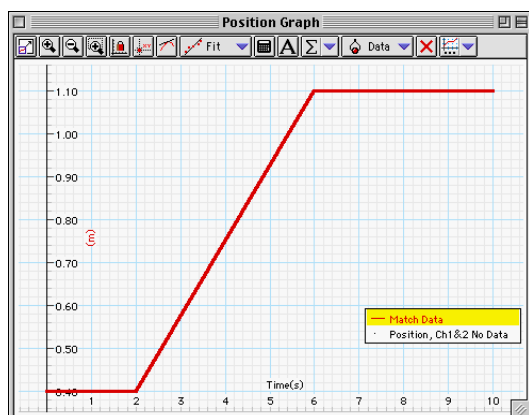 Position Graph
Fit
A
Σ
Data
1.10
1.00
0.90
0.80
(m)
0.70
0.60
0.50
0.40
Match Data
Position, Ch1&2 No Data
Time(s)
1 2 3 4 5 6 7 8 9 10